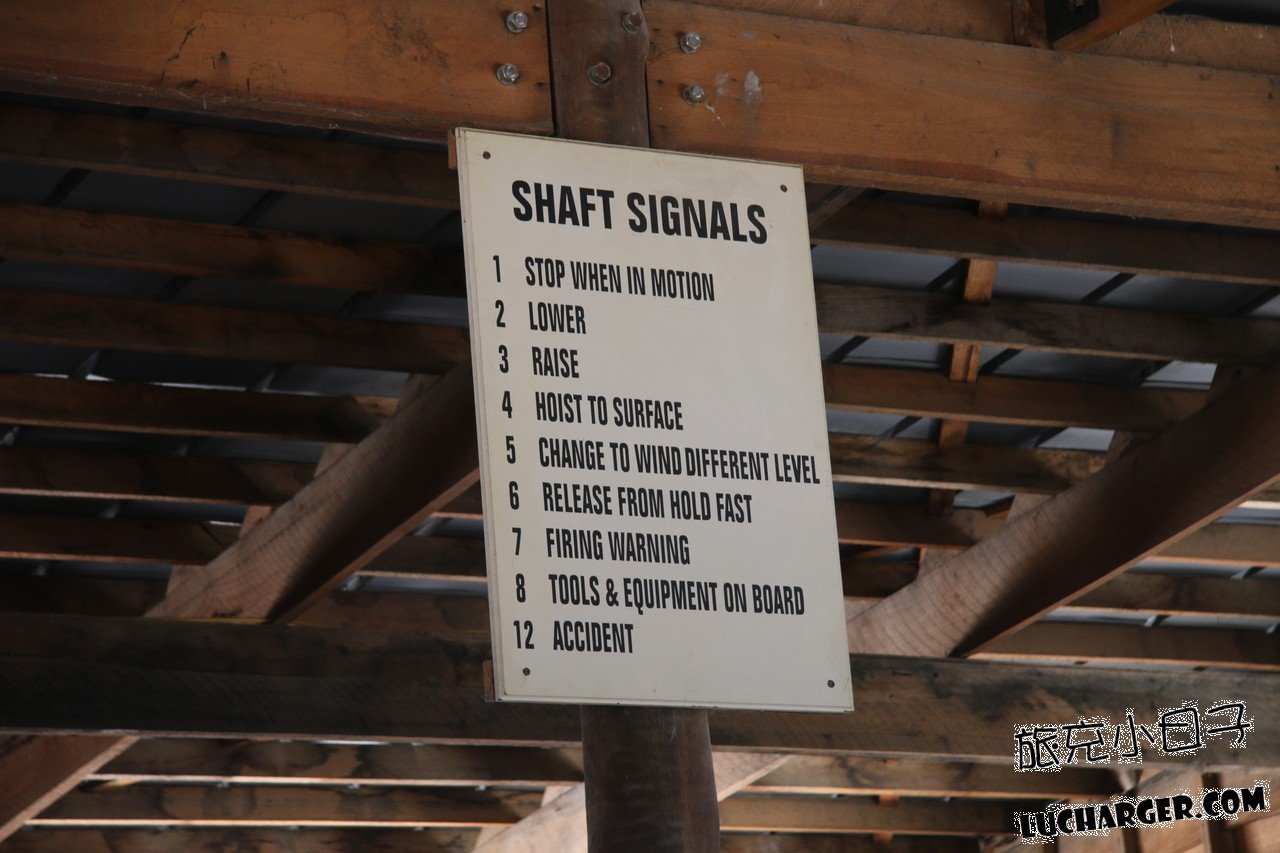 SHAFT SIGNALS
1 STOP WHEN IN MOTION
2 LOWER
3 RAISE
4 HOIST TO SURFACE
5 CHANGE TO WIND DIFFERENT LEVEL
6 RELEASE FROM HOLD FAST
7 FIRING WARNING
8 TOOLS & EQUIPMENT ON BOARD
12 ACCIDENT
旅克小日子
LUCHARGER.COM